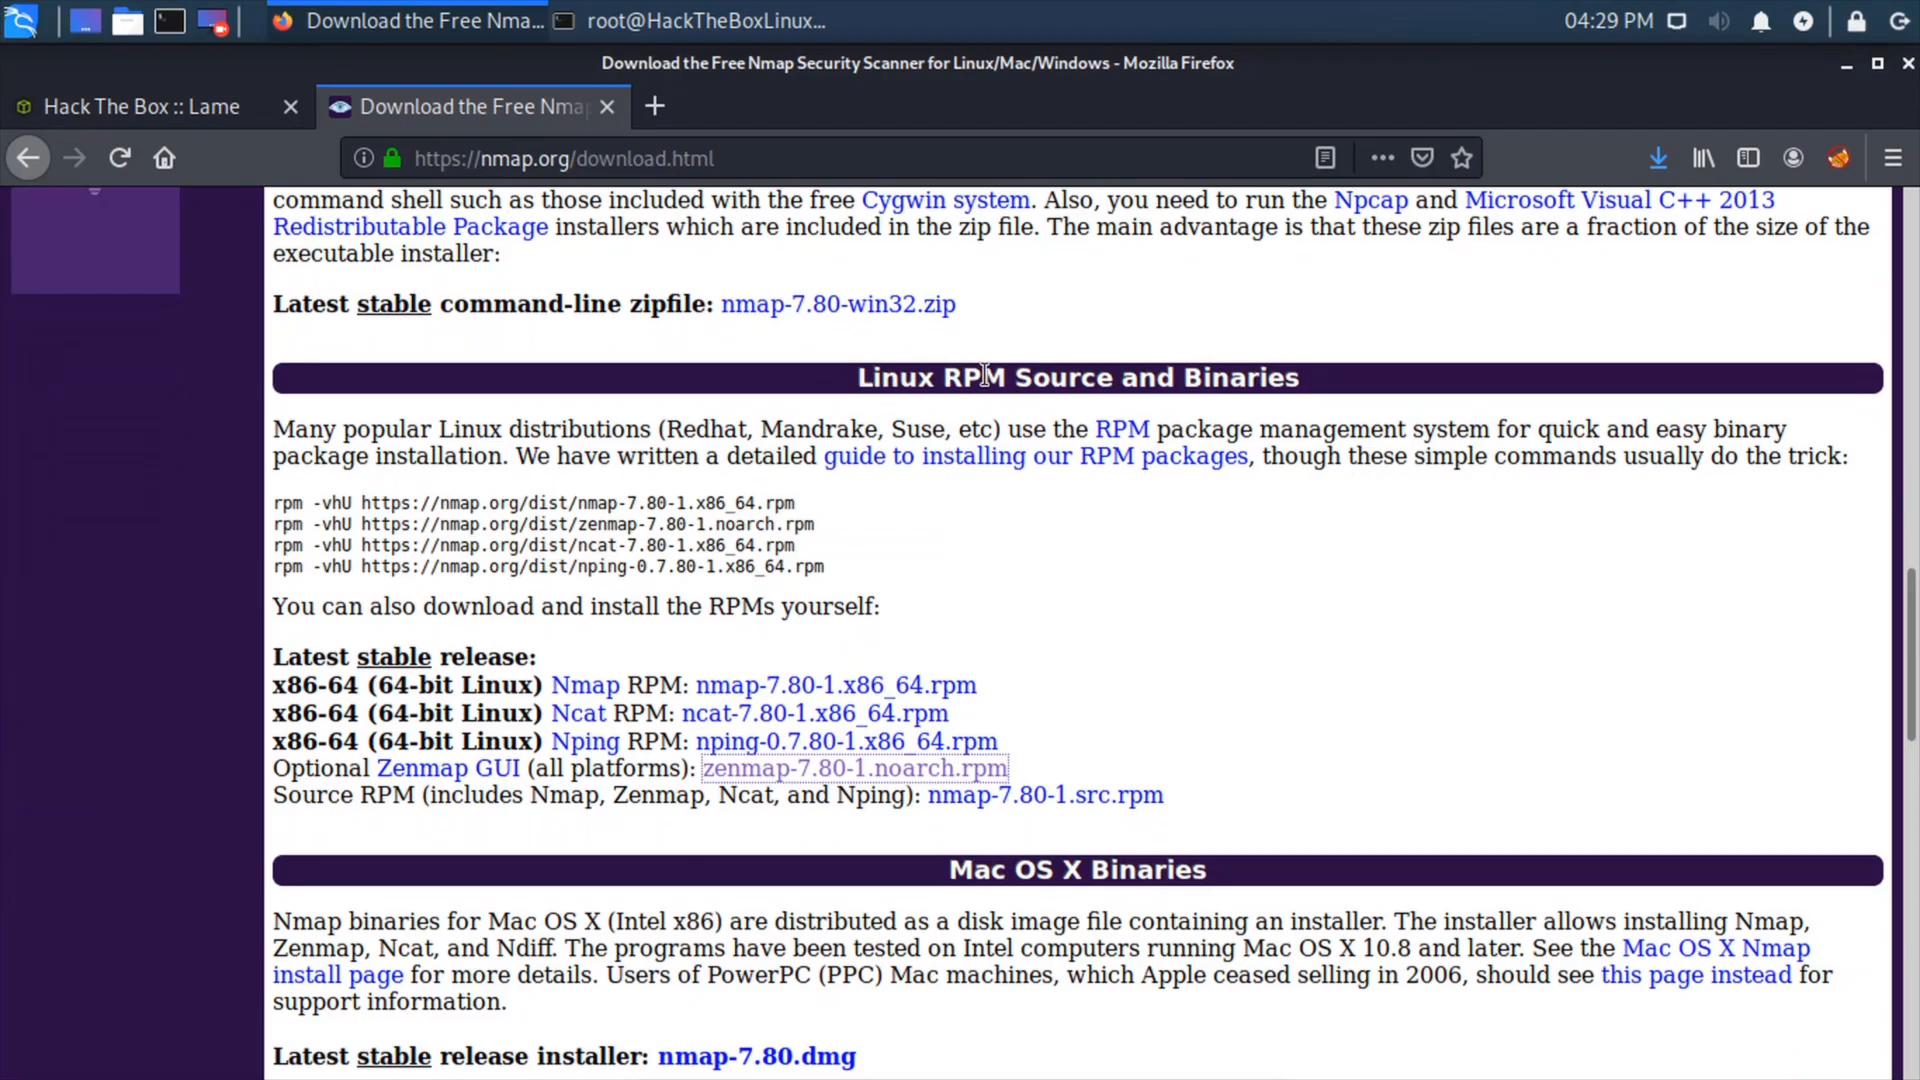 Download the Free Nma...
root@HackTheBoxLinux...
04:29 PM
Download the Free Nmap Security Scanner for Linux/Mac/Windows - Mozilla Firefox
Hack The Box :: Lame
Download the Free Nmap
https://nmap.org/download.html
command shell such as those included with the free Cygwin system. Also, you need to run the Npcap and Microsoft Visual C++ 2013
Redistributable Package installers which are included in the zip file. The main advantage is that these zip files are a fraction of the size of the
executable installer:
Latest stable command-line zipfile: nmap-7.80-win32.zip
Linux RPM Source and Binaries
Many popular Linux distributions (Redhat, Mandrake, Suse, etc) use the RPM package management system for quick and easy binary
package installation. We have written a detailed guide to installing our RPM packages, though these simple commands usually do the trick:
rpm -vhU https://nmap.org/dist/nmap-7.80-1.x86_64.rpm
rpm -vhU https://nmap.org/dist/zenmap-7.80-1.noarch.rpm
rpm -vhU https://nmap.org/dist/ncat-7.80-1.x86_64.rpm
rpm -vhU https://nmap.org/dist/nping-0.7.80-1.x86_64.rpm
You can also download and install the RPMs yourself:
Latest stable release:
x86-64 (64-bit Linux) Nmap RPM: nmap-7.80-1.x86_64.rpm
x86-64 (64-bit Linux) Ncat RPM: ncat-7.80-1.x86_64.rpm
x86-64 (64-bit Linux) Nping RPM: nping-0.7.80-1.x86_64.rpm
Optional Zenmap GUI (all platforms): zenmap-7.80-1.noarch.rpm
Source RPM (includes Nmap, Zenmap, Ncat, and Nping): nmap-7.80-1.src.rpm
Mac OS X Binaries
Nmap binaries for Mac OS X (Intel x86) are distributed as a disk image file containing an installer. The installer allows installing Nmap,
Zenmap, Ncat, and Ndiff. The programs have been tested on Intel computers running Mac OS X 10.8 and later. See the Mac OS X Nmap
install page for more details. Users of PowerPC (PPC) Mac machines, which Apple ceased selling in 2006, should see this page instead for
support information.
Latest stable release installer: nmap-7.80.dmg